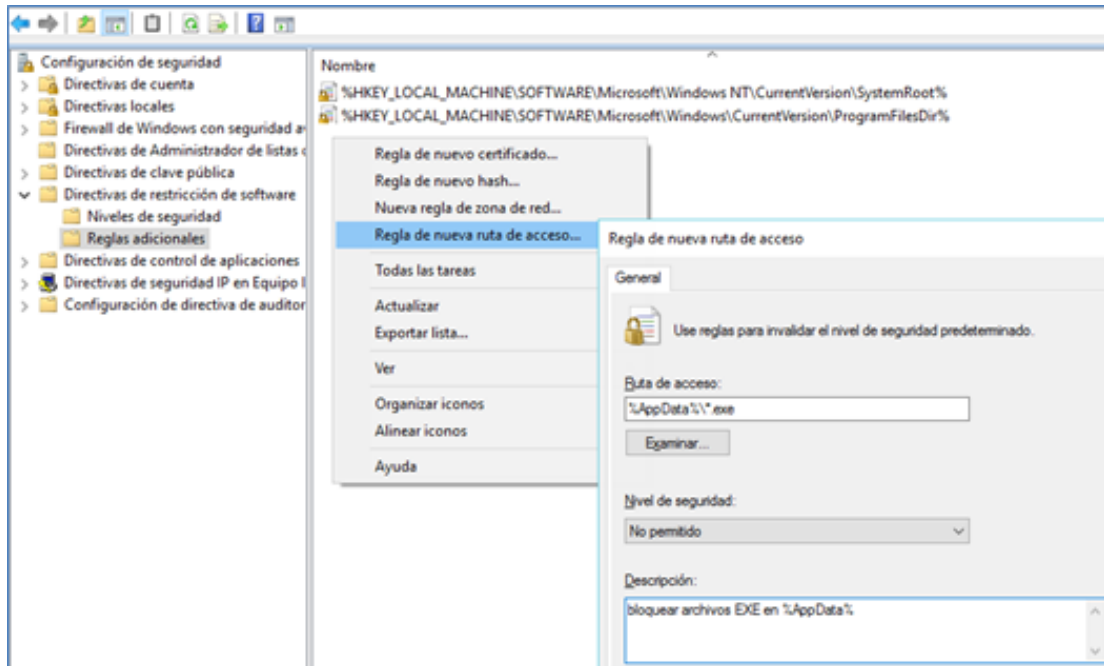 Configuración de seguridad
Directivas de cuenta
Directivas locales
Firewall de Windows con seguridad a
Directivas de Administrador de listas
Directivas de clave pública
Directivas de restricción de software
Niveles de seguridad
Reglas adicionales
Directivas de control de aplicaciones
Directivas de seguridad IP en Equipo l
Configuración de directiva de auditor
Nombre
%HKEY_LOCAL_MACHINE\SOFTWARE\Microsoft\Windows NT\CurrentVersion\SystemRoot%
%HKEY_LOCAL_MACHINE\SOFTWARE\Microsoft\Windows\CurrentVersion\ProgramFilesDir%
Regla de nuevo certificado...
Regla de nuevo hash...
Nueva regla de zona de red...
Regla de nueva ruta de acceso...
Todas las tareas
Actualizar
Exportar lista...
Ver
Organizar iconos
Alinear iconos
Ayuda
Regla de nueva ruta de acceso
General
Use reglas para invalidar el nivel de seguridad predeterminado.
Ruta de acceso:
%AppData%\*.exe
Examinar...
Nivel de seguridad:
No permitido
Descripción:
bloquear archivos EXE en %AppData%